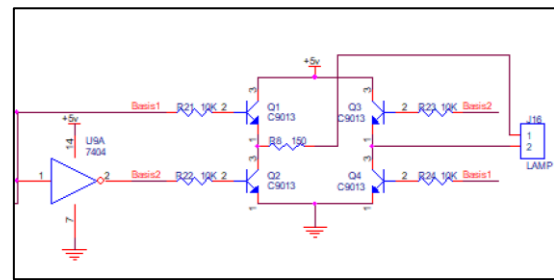 +5v
Basis1 R21 10K 2 3 Q1 C9013 1
3 Q3 C9013 1 2 R23 10K Basis2
+5v
14 U9A 7404
R8 150
J16
1
2
LAMP
1 2 Basis2 R22 10K 2 3 Q2 C9013 1
3 Q4 C9013 1 2 R24 10K Basis1
7